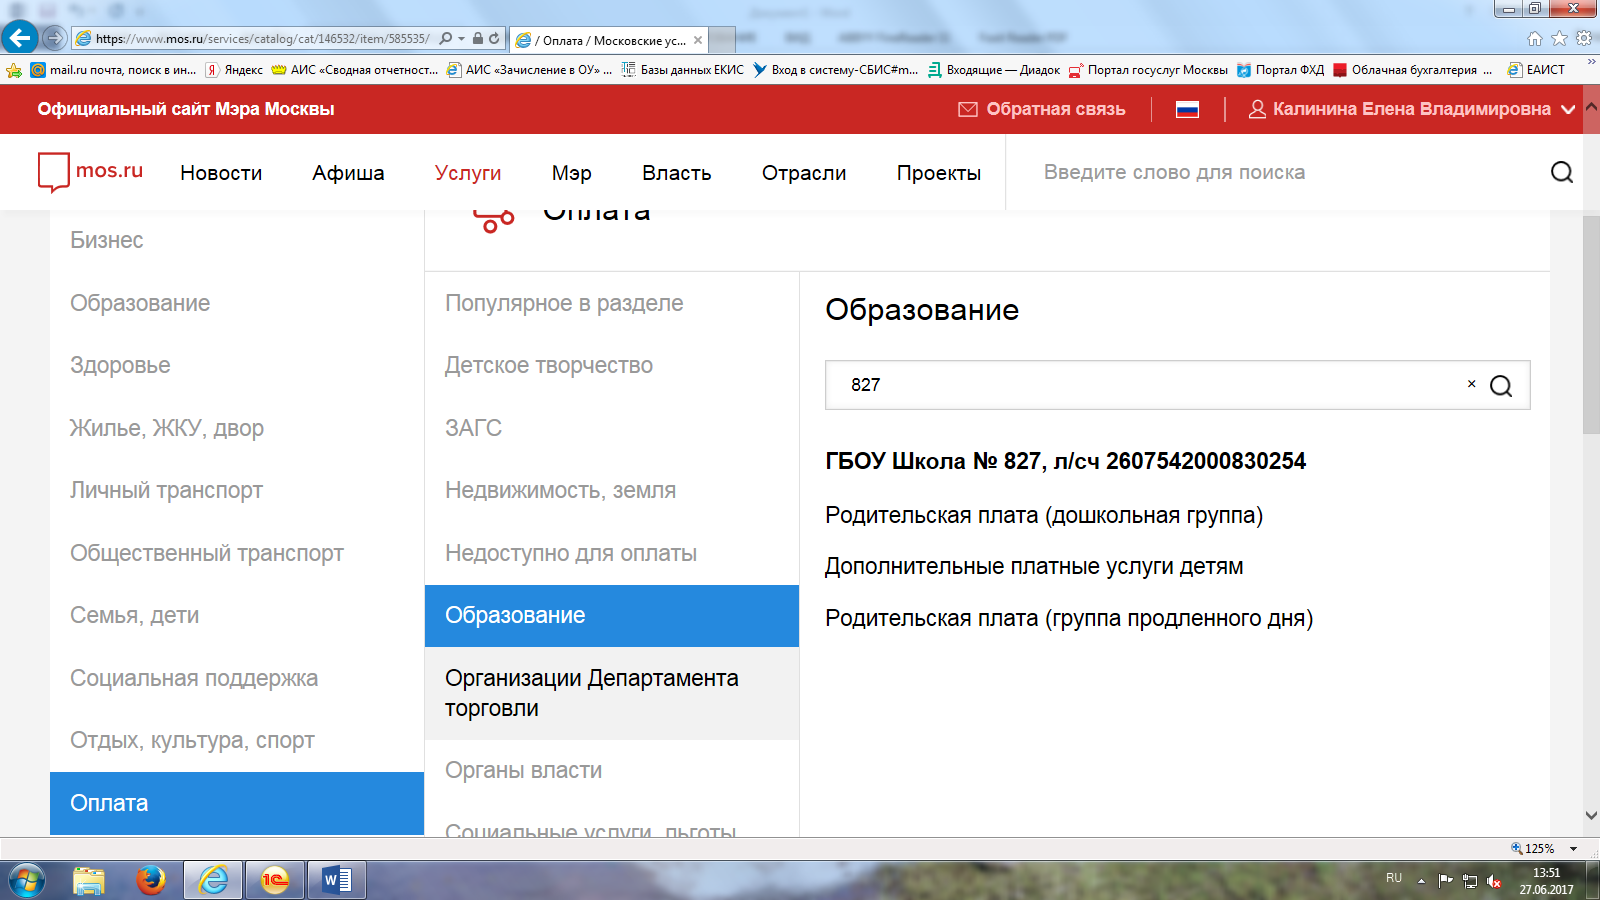 https://www.mos.ru/services/catalog/cat/146532/item/585535/
/ Оплата / Московские ус...
mail.ru почта, поиск в ин...
Яндекс
АИС «Сводная отчетност...
АИС «Зачисление в ОУ» ...
Базы данных ЕКИС
Вход в систему-СБИС#m...
Входящие — Диадок
Портал госуслуг Москвы
Портал ФХД
Облачная бухгалтерия ...
ЕАИСТ
Официальный сайт Мэра Москвы
Обратная связь
Калинина Елена Владимировна
mos.ru
Новости
Афиша
Услуги
Мэр
Власть
Отрасли
Проекты
Введите слово для поиска
Оплата
Бизнес
Образование
Здоровье
Жилье, ЖКУ, двор
Личный транспорт
Общественный транспорт
Семья, дети
Социальная поддержка
Отдых, культура, спорт
Оплата
Популярное в разделе
Детское творчество
ЗАГС
Недвижимость, земля
Недоступно для оплаты
Образование
Организации Департамента
торговли
Органы власти
Социальные услуги, льготы
Образование
827
ГБОУ Школа № 827, л/сч 2607542000830254
Родительская плата (дошкольная группа)
Дополнительные платные услуги детям
Родительская плата (группа продленного дня)
125%
RU
13:51
27.06.2017